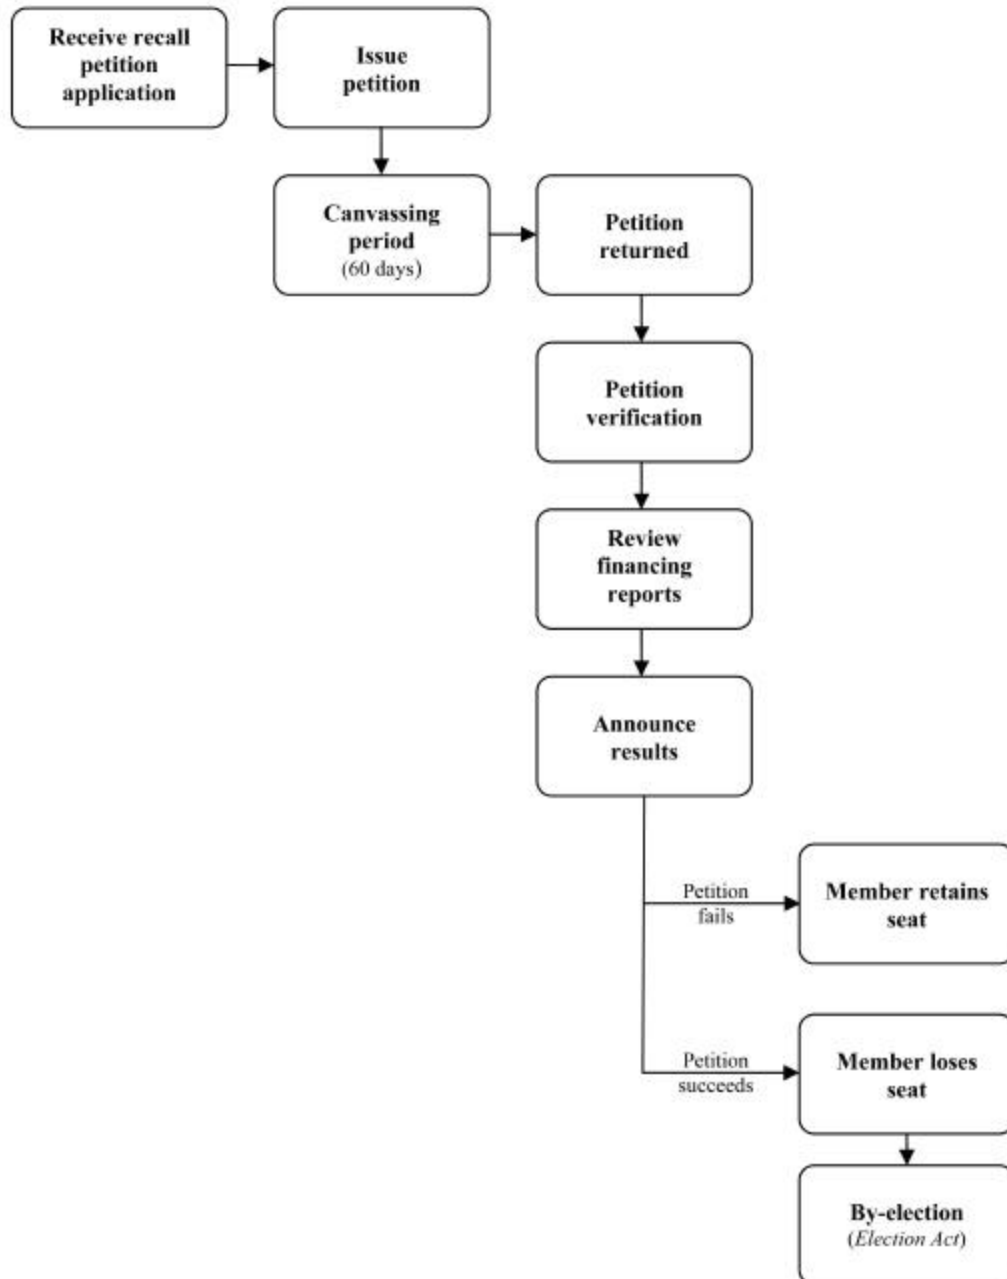 Receive recall
petition
application
Issue
petition
Canvassing
period
(60 days)
Petition
returned
Petition
verification
Review
financing
reports
Announce
results
Petition
fails
Member retains
seat
Petition
succeeds
Member loses
seat
By-election
(Election Act)